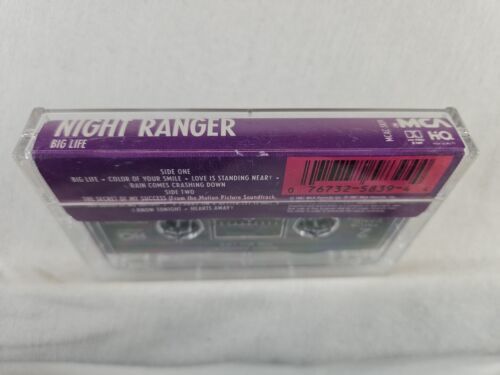 NIGHT RANGER
BIG LIFE
MCA
HQ
SIDE ONE
BIG LIFE • COLOR OF YOUR SMILE • LOVE IS STANDING NEAR •
RAIN COMES CRASHING DOWN
SIDE TWO
THE SECRET OF MY SUCCESS (From the Motion Picture Soundtrack,
I KNOW TONIGHT • HEARTS AWAY
0 76732-5839-4 4